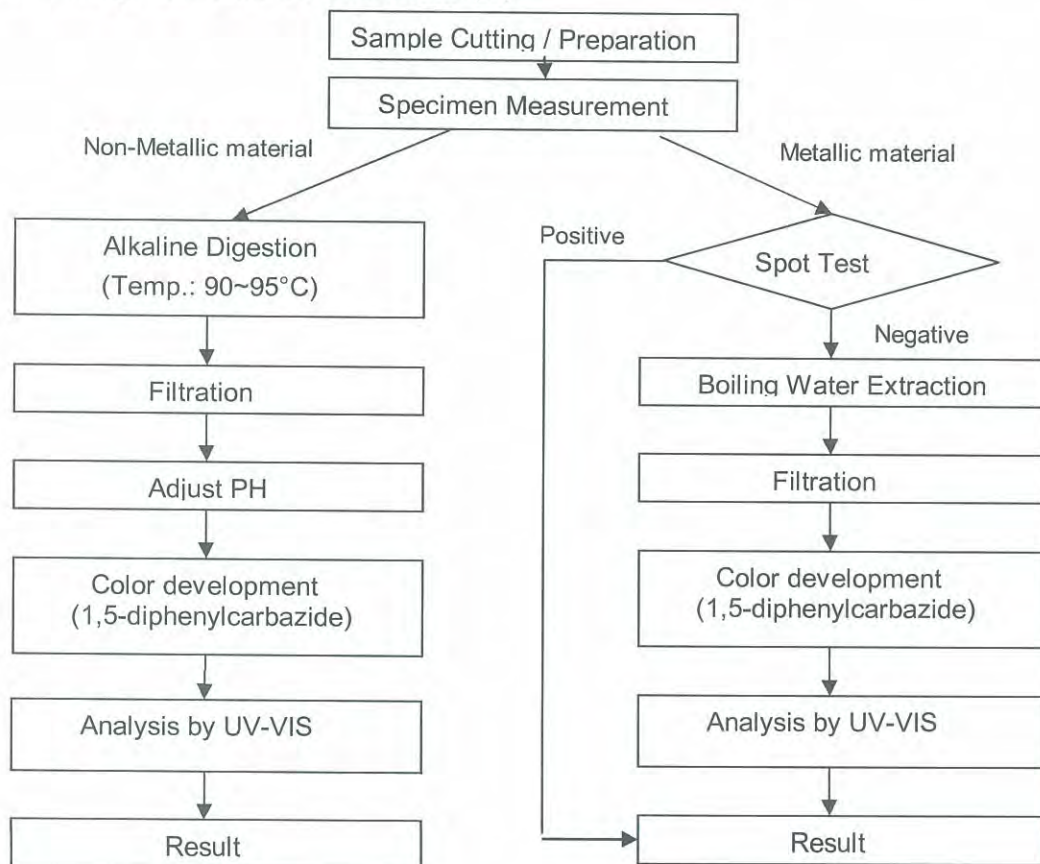 Sample Cutting / Preparation
Specimen Measurement
Non-Metallic material
Metallic material
Alkaline Digestion
(Temp.: 90~95°C)
Filtration
Adjust PH
Color development
(1,5-diphenylcarbazide)
Analysis by UV-VIS
Result
Positive
Spot Test
Negative
Boiling Water Extraction
Filtration
Color development
(1,5-diphenylcarbazide)
Analysis by UV-VIS
Result